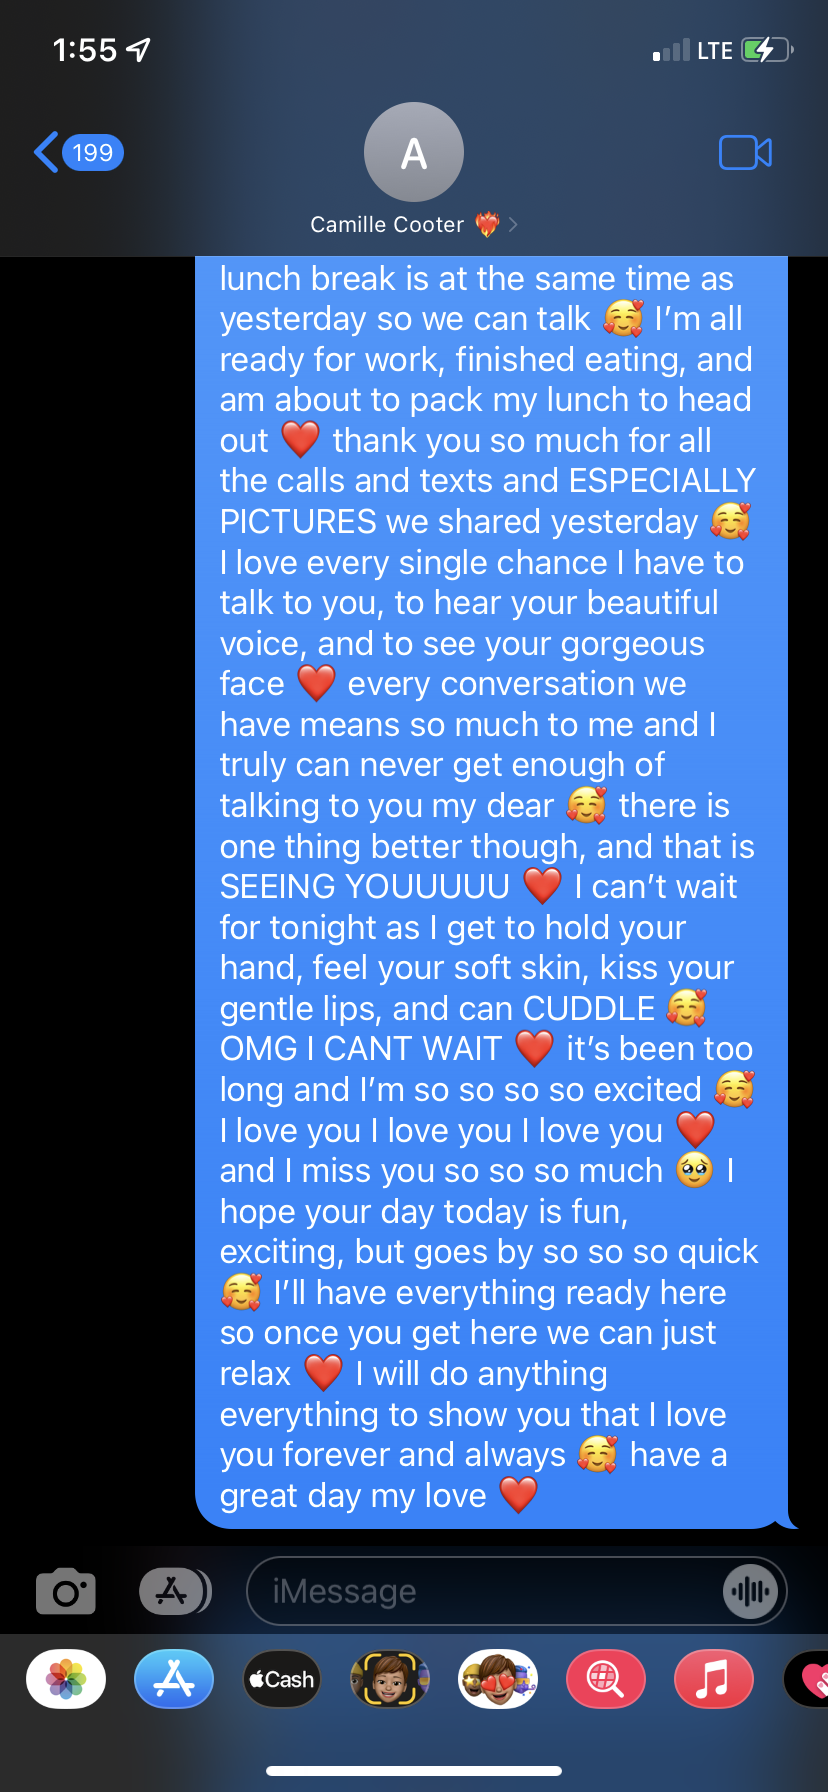 1:55
LTE
199
A
Camille Cooter ❤️‍🔥
lunch break is at the same time as
yesterday so we can talk 🥰 I’m all
ready for work, finished eating, and
am about to pack my lunch to head
out ❤️ thank you so much for all
the calls and texts and ESPECIALLY
PICTURES we shared yesterday 🥰
I love every single chance I have to
talk to you, to hear your beautiful
voice, and to see your gorgeous
face ❤️ every conversation we
have means so much to me and I
truly can never get enough of
talking to you my dear 🥰 there is
one thing better though, and that is
SEEING YOUUUUU ❤️ I can’t wait
for tonight as I get to hold your
hand, feel your soft skin, kiss your
gentle lips, and can CUDDLE 🥰
OMG I CANT WAIT ❤️ it’s been too
long and I’m so so so so excited 🥰
I love you I love you I love you ❤️
and I miss you so so so much 🥹 I
hope your day today is fun,
exciting, but goes by so so so quick
🥰 I’ll have everything ready here
so once you get here we can just
relax ❤️ I will do anything
everything to show you that I love
you forever and always 🥰 have a
great day my love ❤️
iMessage
Cash